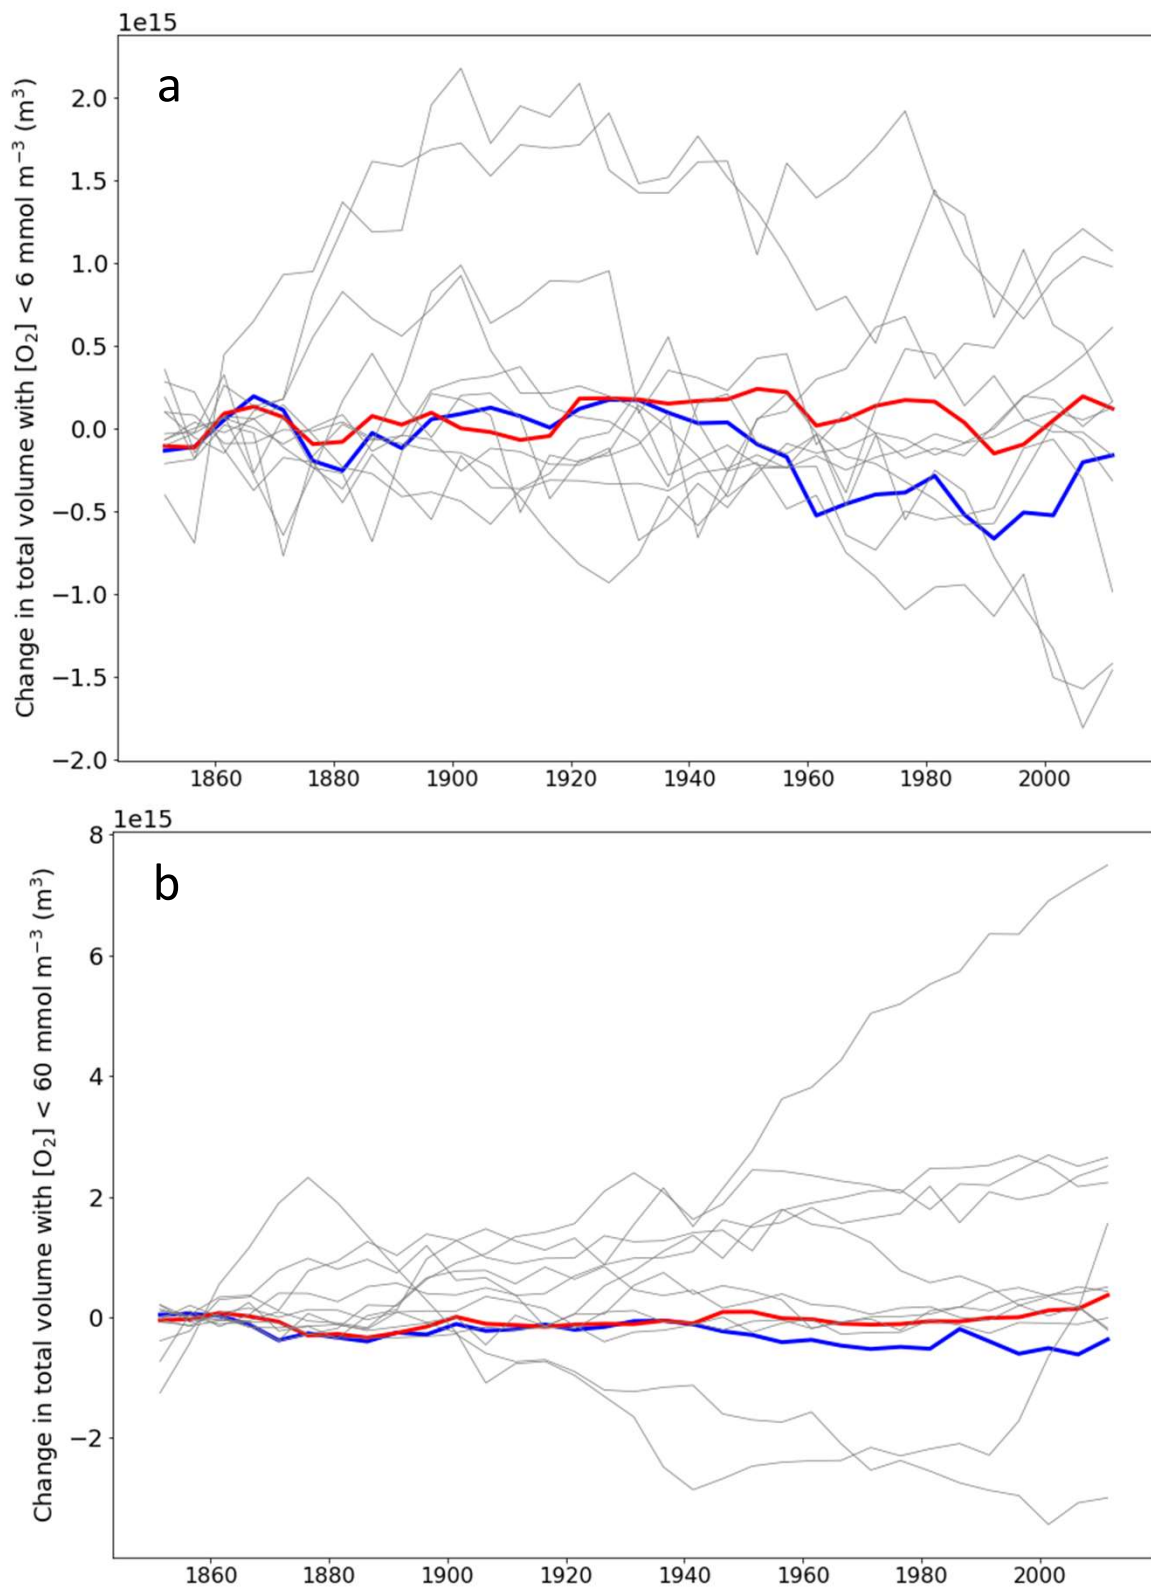 1e15
a
Change in total volume with [O₂] < 6 mmol m⁻³ (m³)
2.0
1.5
1.0
0.5
0.0
−0.5
−1.0
−1.5
−2.0
1860 1880 1900 1920 1940 1960 1980 2000
1e15
b
Change in total volume with [O₂] < 60 mmol m⁻³ (m³)
8
6
4
2
0
−2
1860 1880 1900 1920 1940 1960 1980 2000